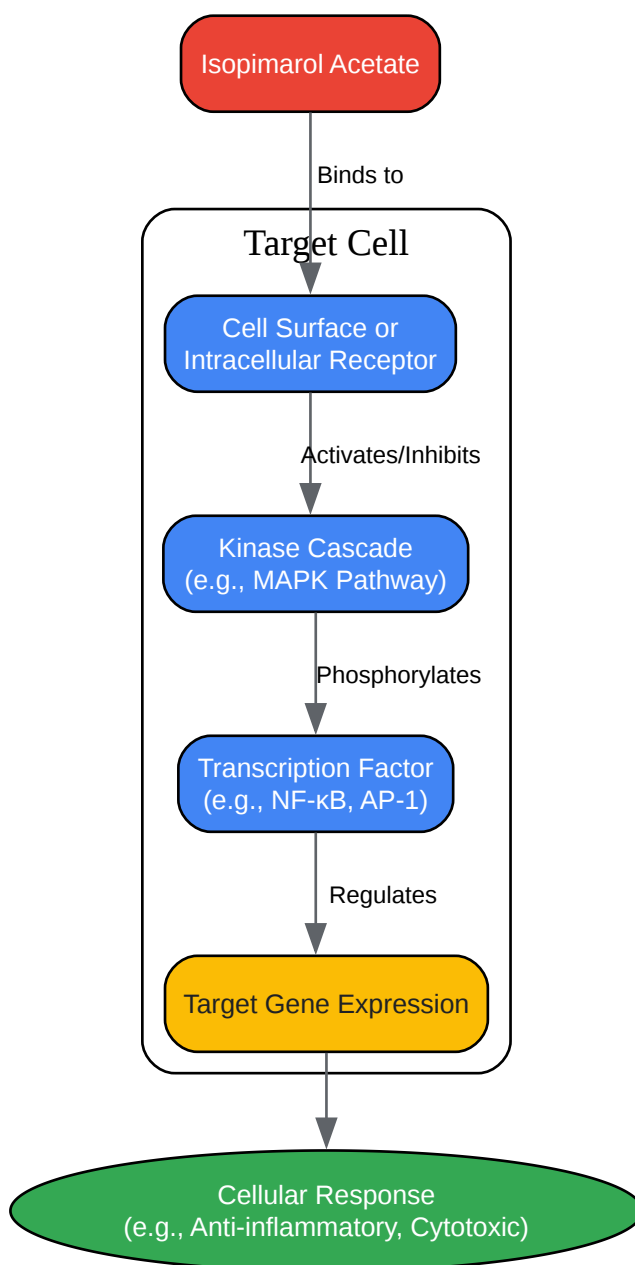 Isopimarol Acetate
Binds to
Target Cell
Cell Surface or
Intracellular Receptor
Activates/Inhibits
Kinase Cascade
(e.g., MAPK Pathway)
Phosphorylates
Transcription Factor
(e.g., NF-κB, AP-1)
Regulates
Target Gene Expression
Cellular Response
(e.g., Anti-inflammatory, Cytotoxic)